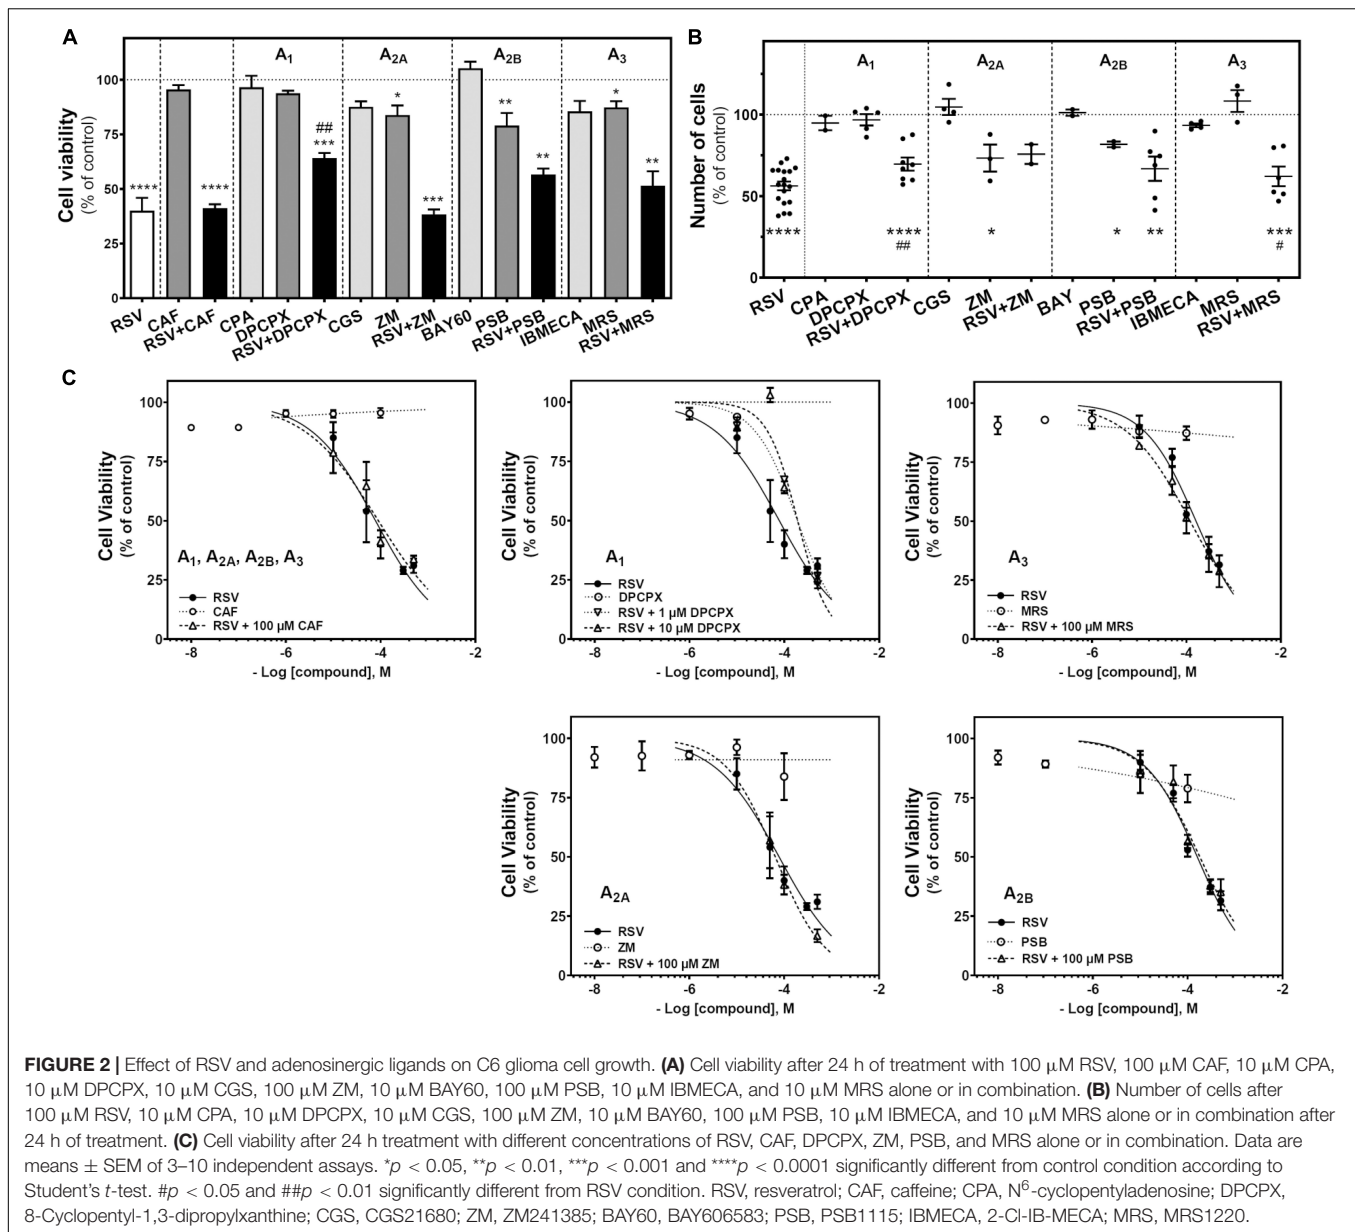 A
A1
A2A
A2B
A3
Cell viability
(% of control)
100
75
50
25
0
****
****
##
***
*
***
**
**
*
**
RSV
CAF
RSV+CAF
CPA
DPCPX
RSV+DPCPX
CGS
ZM
RSV+ZM
BAY60
PSB
RSV+PSB
IBMECA
MRS
RSV+MRS
B
A1
A2A
A2B
A3
Number of cells
(% of control)
150
100
50
0
****
****
##
*
*
**
***
#
RSV
CPA
DPCPX
RSV+DPCPX
CGS
ZM
RSV+ZM
BAY
PSB
RSV+PSB
IBMECA
MRS
RSV+MRS
C
Cell Viability
(% of control)
100
75
50
25
0
A1, A2A, A2B, A3
RSV
CAF
RSV + 100 µM CAF
-8
-6
-4
-2
- Log [compound], M
Cell Viability
(% of control)
100
75
50
25
0
A1
RSV
DPCPX
RSV + 1 µM DPCPX
RSV + 10 µM DPCPX
-8
-6
-4
-2
- Log [compound], M
Cell Viability
(% of control)
100
75
50
25
0
A3
RSV
MRS
RSV + 100 µM MRS
-8
-6
-4
-2
- Log [compound], M
Cell Viability
(% of control)
100
75
50
25
0
A2A
RSV
ZM
RSV + 100 µM ZM
-8
-6
-4
-2
- Log [compound], M
Cell Viability
(% of control)
100
75
50
25
0
A2B
RSV
PSB
RSV + 100 µM PSB
-8
-6
-4
-2
- Log [compound], M
FIGURE 2 | Effect of RSV and adenosinergic ligands on C6 glioma cell growth. (A) Cell viability after 24 h of treatment with 100 µM RSV, 100 µM CAF, 10 µM CPA,
10 µM DPCPX, 10 µM CGS, 100 µM ZM, 10 µM BAY60, 100 µM PSB, 10 µM IBMECA, and 10 µM MRS alone or in combination. (B) Number of cells after
100 µM RSV, 10 µM CPA, 10 µM DPCPX, 10 µM CGS, 100 µM ZM, 10 µM BAY60, 100 µM PSB, 10 µM IBMECA, and 10 µM MRS alone or in combination after
24 h of treatment. (C) Cell viability after 24 h treatment with different concentrations of RSV, CAF, DPCPX, ZM, PSB, and MRS alone or in combination. Data are
means ± SEM of 3–10 independent assays. *p < 0.05, **p < 0.01, ***p < 0.001 and ****p < 0.0001 significantly different from control condition according to
Student's t-test. #p < 0.05 and ##p < 0.01 significantly different from RSV condition. RSV, resveratrol; CAF, caffeine; CPA, N6-cyclopentyladenosine; DPCPX,
8-Cyclopentyl-1,3-dipropylxanthine; CGS, CGS21680; ZM, ZM241385; BAY60, BAY606583; PSB, PSB1115; IBMECA, 2-Cl-IB-MECA; MRS, MRS1220.